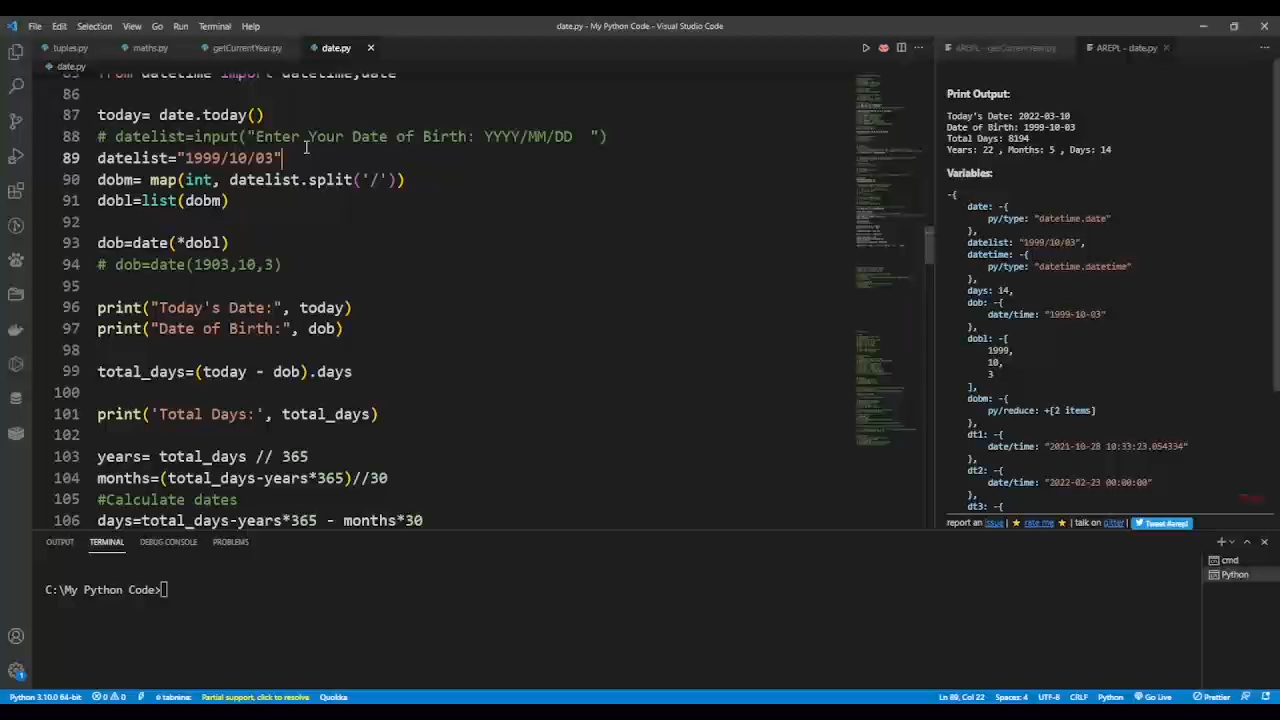 File Edit Selection View Go Run Terminal Help
date.py - My Python Code - Visual Studio Code
tuples.py maths.py getCurrentYear.py date.py
AREPL - getCurrentYear.py AREPL - date.py
date.py
85 from datetime import datetime,date
86
87 today=date.today()
88 # datelist=input("Enter Your Date of Birth: YYYY/MM/DD  ")
89 datelist="1999/10/03"
90 dobm= map(int, datelist.split('/'))
91 dobl=list(dobm)
92
93 dob=date(*dobl)
94 # dob=date(1903,10,3)
95
96 print("Today's Date:", today)
97 print("Date of Birth:", dob)
98
99 total_days=(today - dob).days
100
101 print('Total Days:', total_days)
102
103 years= total_days // 365
104 months=(total_days-years*365)//30
105 #Calculate dates
106 days=total_days-years*365 - months*30
Print Output:
Today's Date: 2022-03-10
Date of Birth: 1999-10-03
Total Days: 8194
Years: 22 , Months: 5 , Days: 14
Variables:
-{
date: -{
py/type: "datetime.date"
},
datelist: "1999/10/03",
datetime: -{
py/type: "datetime.datetime"
},
days: 14,
dob: -{
date/time: "1999-10-03"
},
dobl: -[
1999,
10,
3
],
dobm: -{
py/reduce: +[2 items]
},
dt1: -{
date/time: "2021-10-28 10:33:23.054334"
},
dt2: -{
date/time: "2022-02-23 00:00:00"
},
dt3: -{
report an issue | ★ rate me ★ | talk on gitter | Tweet #arepl
OUTPUT TERMINAL DEBUG CONSOLE PROBLEMS
C:\My Python Code>
cmd
Python
Python 3.10.0 64-bit 0 0 tabnine: Partial support, click to resolve Quokka
Ln 89, Col 22 Spaces: 4 UTF-8 CRLF Python Go Live Prettier